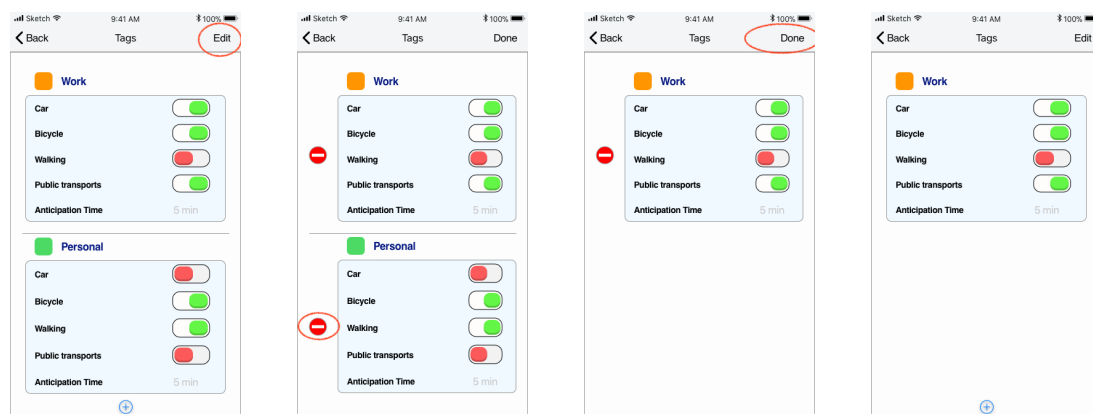 Sketch 9:41 AM 100%
Back Tags Edit
Work
Car
Bicycle
Walking
Public transports
Anticipation Time 5 min
Personal
Car
Bicycle
Walking
Public transports
Anticipation Time 5 min
Sketch 9:41 AM 100%
Back Tags Done
Work
Car
Bicycle
Walking
Public transports
Anticipation Time 5 min
Personal
Car
Bicycle
Walking
Public transports
Anticipation Time 5 min
Sketch 9:41 AM 100%
Back Tags Done
Work
Car
Bicycle
Walking
Public transports
Anticipation Time 5 min
Sketch 9:41 AM 100%
Back Tags Edit
Work
Car
Bicycle
Walking
Public transports
Anticipation Time 5 min